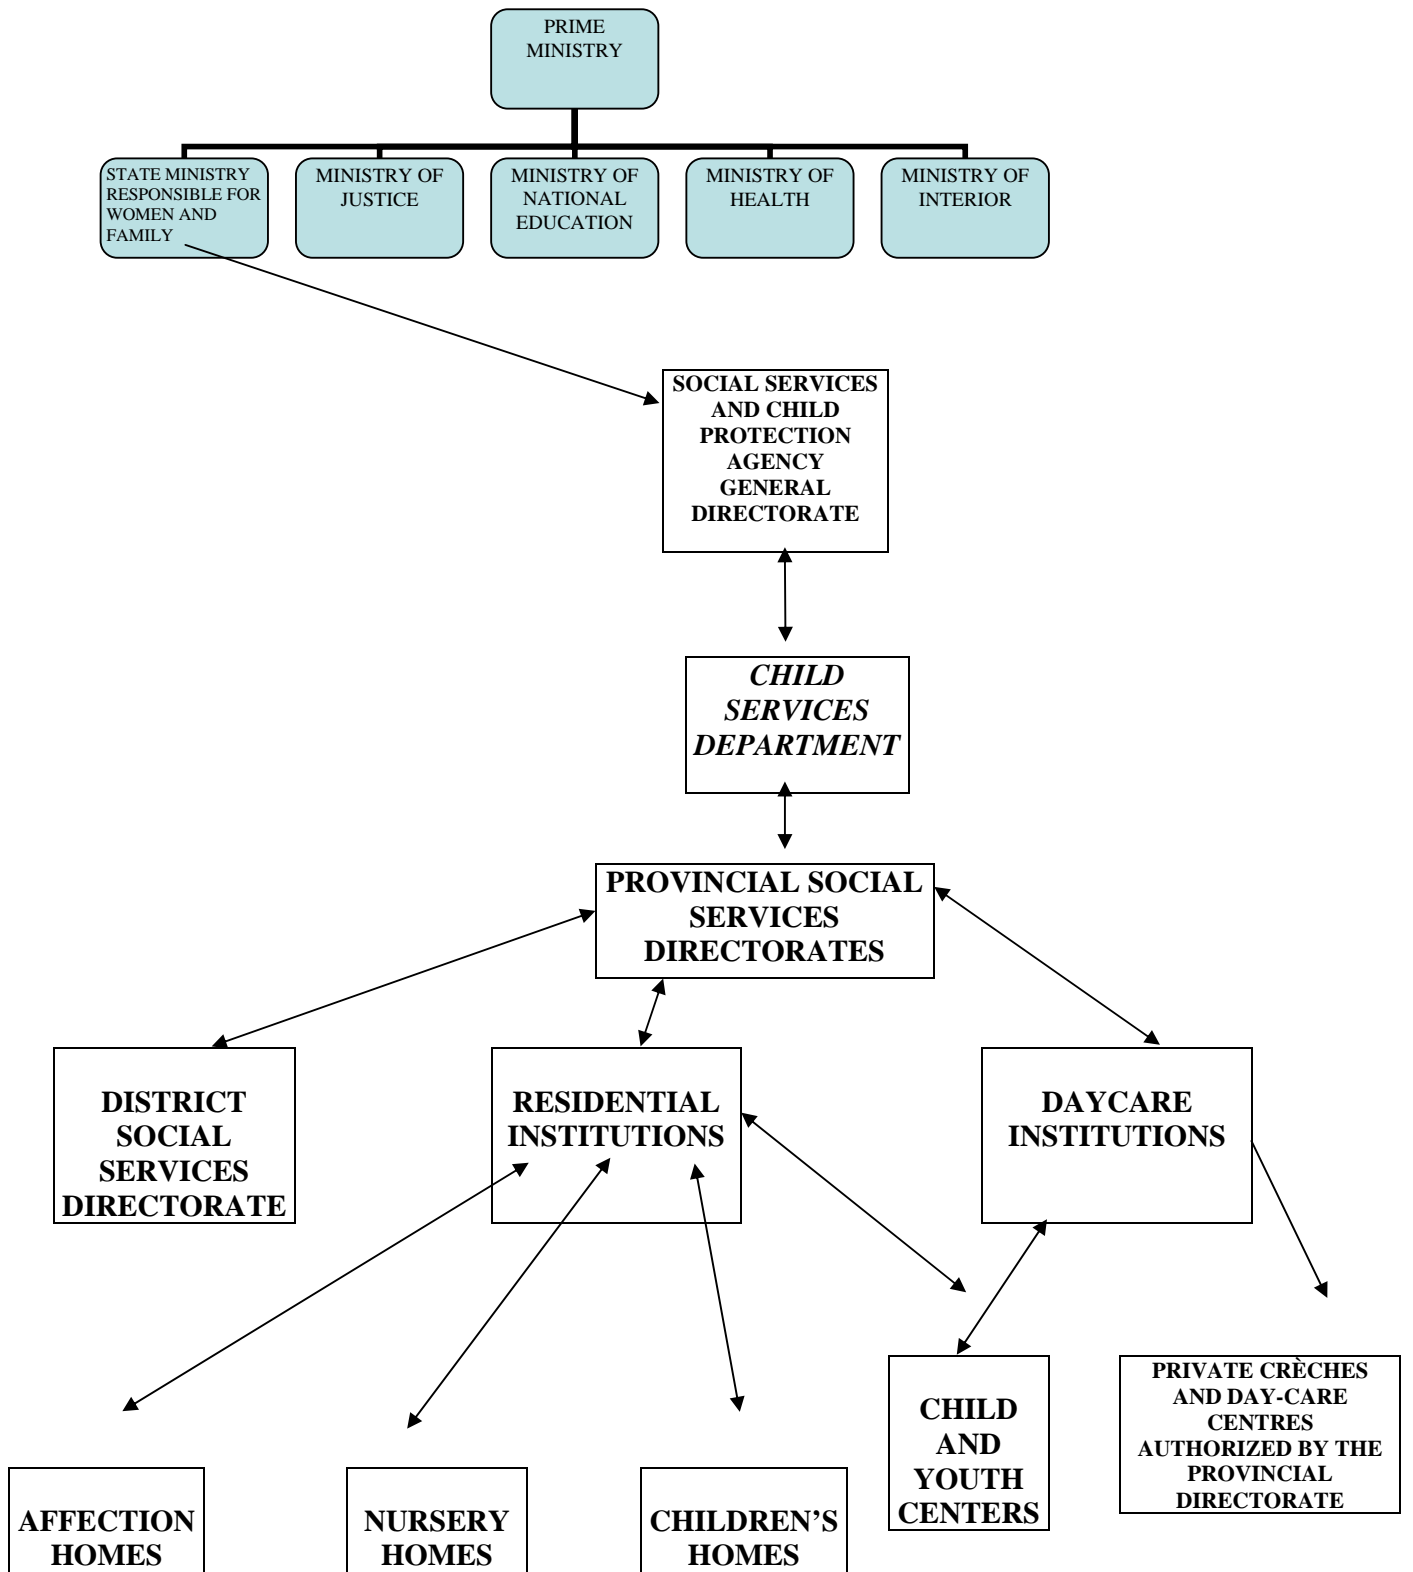 PRIME
MINISTRY
STATE MINISTRY
RESPONSIBLE FOR
WOMEN AND
FAMILY
MINISTRY OF
JUSTICE
MINISTRY OF
NATIONAL
EDUCATION
MINISTRY OF
HEALTH
MINISTRY OF
INTERIOR
SOCIAL SERVICES
AND CHILD
PROTECTION
AGENCY
GENERAL
DIRECTORATE
CHILD
SERVICES
DEPARTMENT
PROVINCIAL SOCIAL
SERVICES
DIRECTORATES
DISTRICT
SOCIAL
SERVICES
DIRECTORATE
RESIDENTIAL
INSTITUTIONS
DAYCARE
INSTITUTIONS
CHILD
AND
YOUTH
CENTERS
PRIVATE CRÈCHES
AND DAY-CARE
CENTRES
AUTHORIZED BY THE
PROVINCIAL
DIRECTORATE
AFFECTION
HOMES
NURSERY
HOMES
CHILDREN'S
HOMES